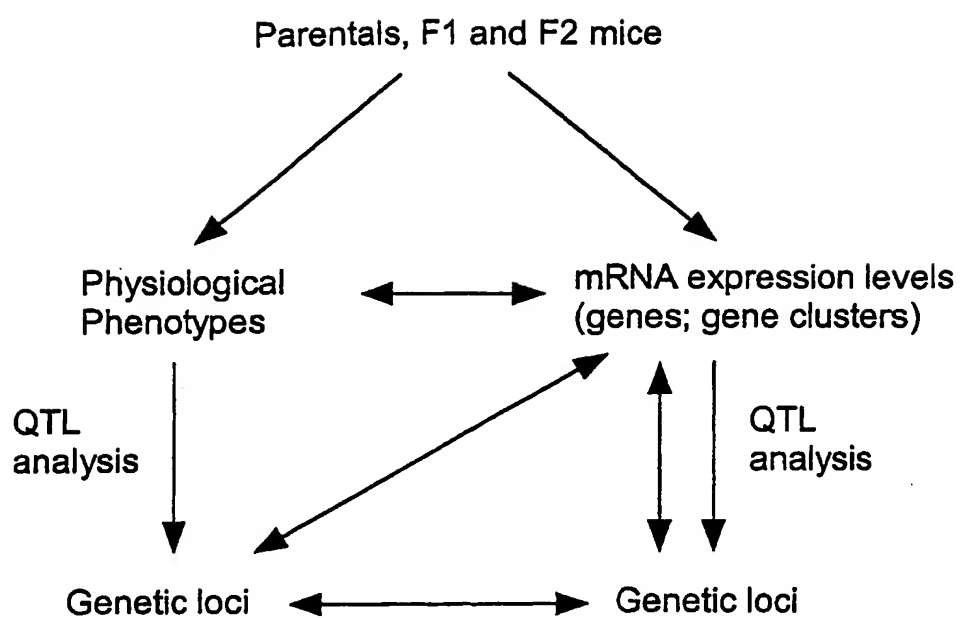 Parentals, F1 and F2 mice
Physiological
Phenotypes
mRNA expression levels
(genes; gene clusters)
QTL
analysis
QTL
analysis
Genetic loci
Genetic loci